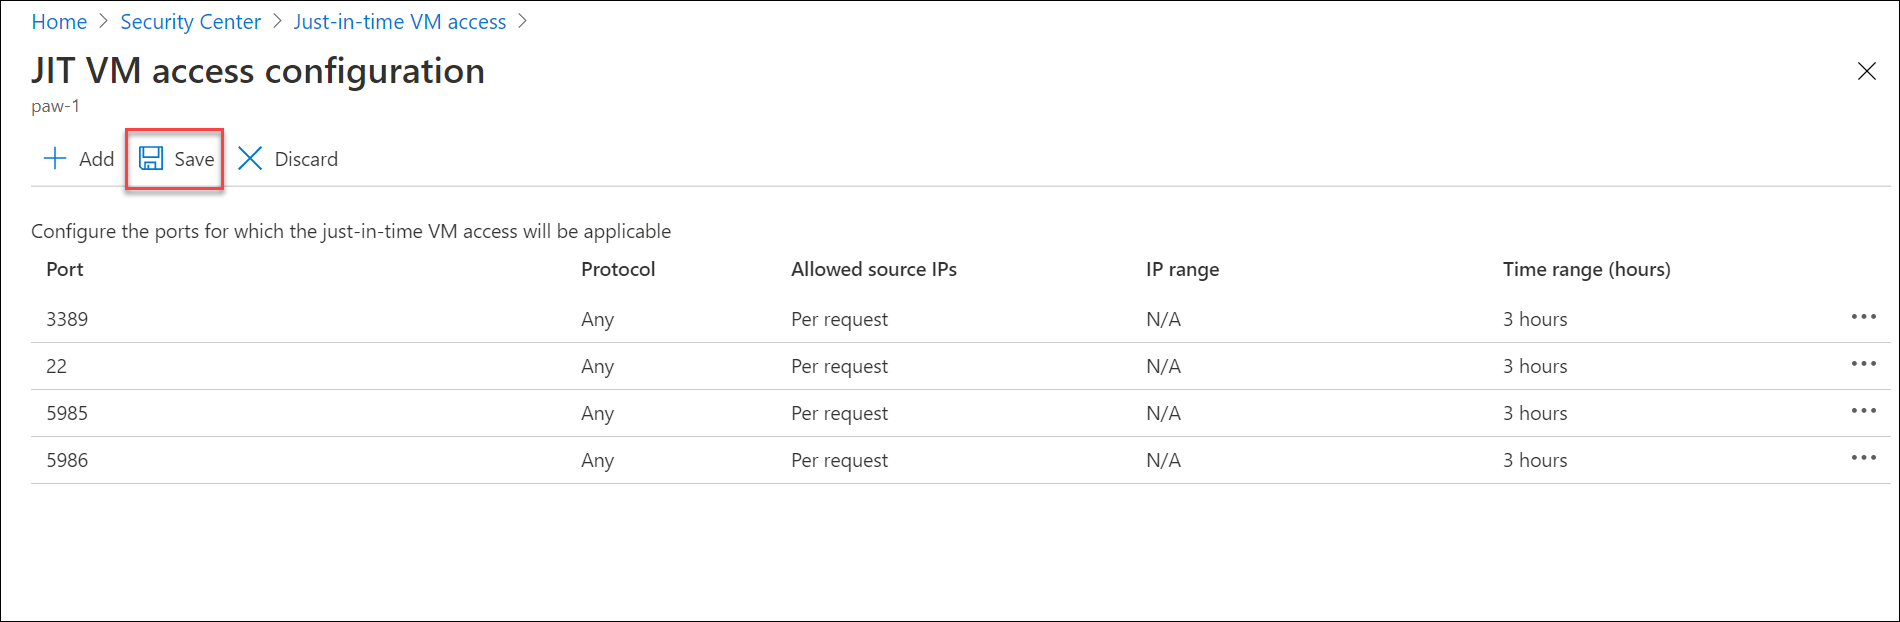 Home > Security Center > Just-in-time VM access >
JIT VM access configuration
paw-1
Add Save Discard
Configure the ports for which the just-in-time VM access will be applicable
Port Protocol Allowed source IPs IP range Time range (hours)
3389 Any Per request N/A 3 hours
22 Any Per request N/A 3 hours
5985 Any Per request N/A 3 hours
5986 Any Per request N/A 3 hours